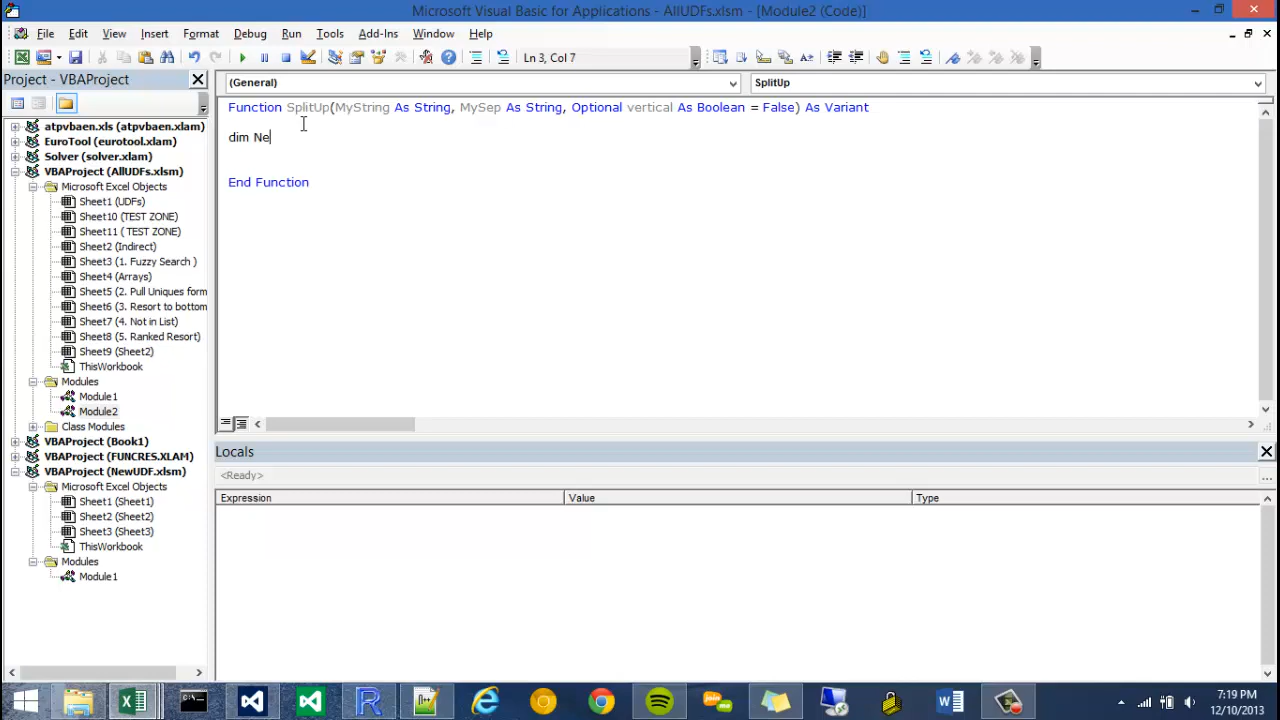 Microsoft Visual Basic for Applications - AllUDFs.xlsm - [Module2 (Code)]
File Edit View Insert Format Debug Run Tools Add-Ins Window Help
Ln 3, Col 7
Project - VBAProject
(General) SplitUp
atpvbaen.xls (atpvbaen.xlam)
EuroTool (eurotool.xlam)
Solver (solver.xlam)
VBAProject (AllUDFs.xlsm)
Microsoft Excel Objects
Sheet1 (UDFs)
Sheet10 (TEST ZONE)
Sheet11 ( TEST ZONE)
Sheet2 (Indirect)
Sheet3 (1. Fuzzy Search )
Sheet4 (Arrays)
Sheet5 (2. Pull Uniques form
Sheet6 (3. Resort to bottom
Sheet7 (4. Not in List)
Sheet8 (5. Ranked Resort)
Sheet9 (Sheet2)
ThisWorkbook
Modules
Module1
Module2
Class Modules
VBAProject (Book1)
VBAProject (FUNCRES.XLAM)
VBAProject (NewUDF.xlsm)
Microsoft Excel Objects
Sheet1 (Sheet1)
Sheet2 (Sheet2)
Sheet3 (Sheet3)
ThisWorkbook
Modules
Module1
Function SplitUp(MyString As String, MySep As String, Optional vertical As Boolean = False) As Variant
dim Ne
End Function
Locals
<Ready>
Expression Value Type
7:19 PM
12/10/2013